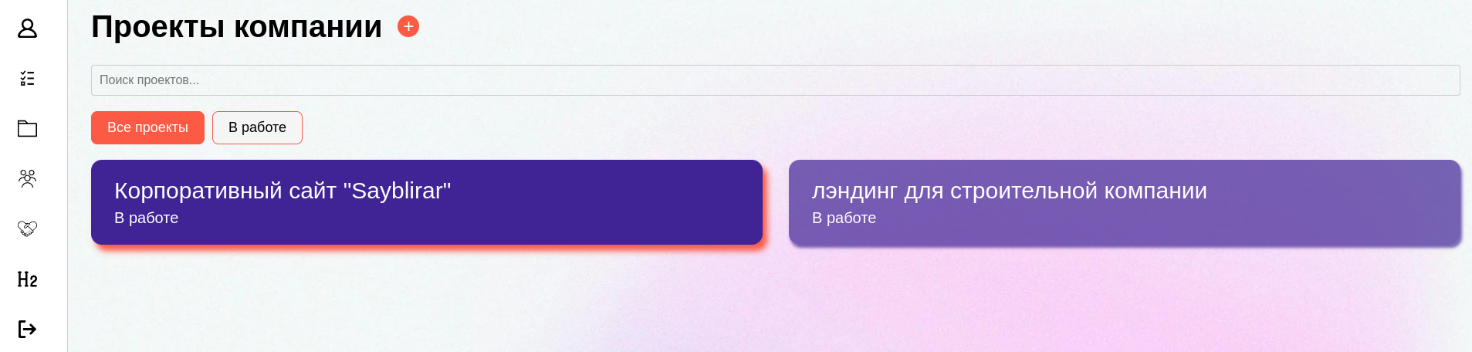 Проекты компании +
Поиск проектов...
Все проекты В работе
Корпоративный сайт "Sayblirar"
В работе
лэндинг для строительной компании
В работе
H2